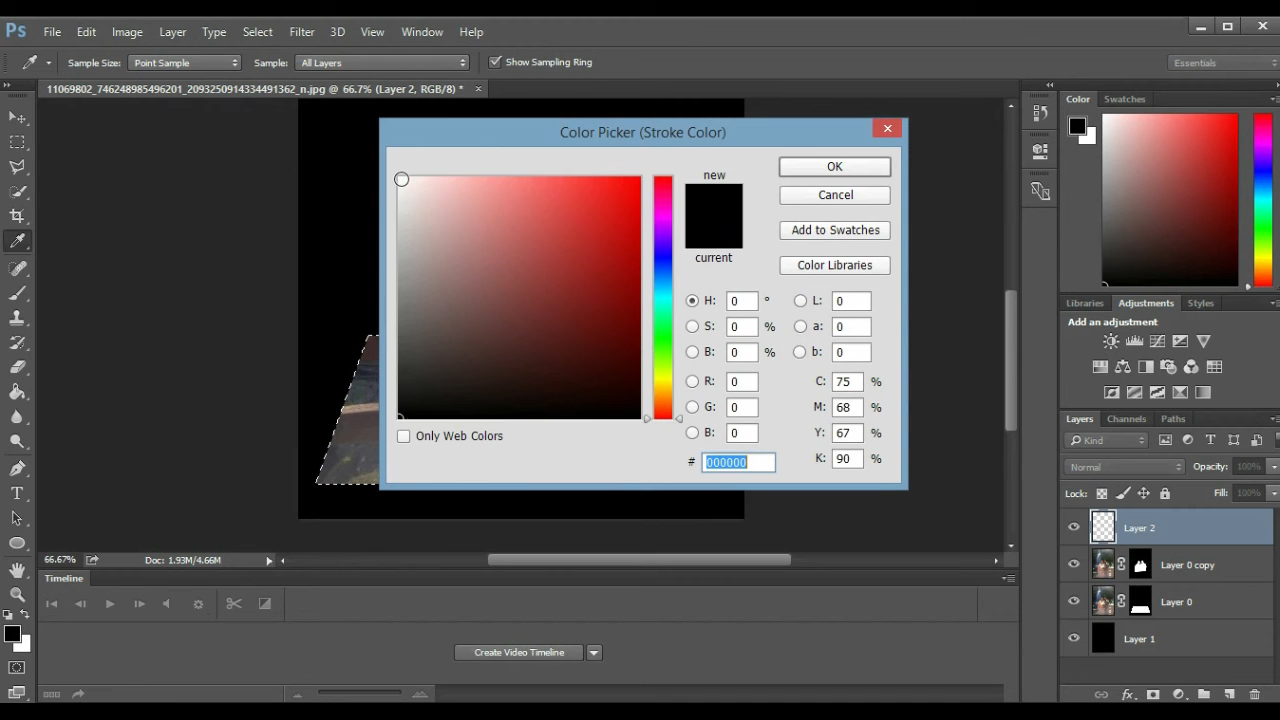 Ps File Edit Image Layer Type Select Filter 3D View Window Help
Sample Size: Point Sample Sample: All Layers Show Sampling Ring Essentials
11069802_746248985496201_2093250914334491362_n.jpg @ 66.7% (Layer 2, RGB/8) *
Color Swatches
Color Picker (Stroke Color)
new
current
OK
Cancel
Add to Swatches
Color Libraries
H: 0 ° L: 0
S: 0 % a: 0
B: 0 % b: 0
R: 0 C: 75 %
G: 0 M: 68 %
B: 0 Y: 67 %
# 000000 K: 90 %
Only Web Colors
Libraries Adjustments Styles
Add an adjustment
Layers Channels Paths
Kind
Normal Opacity: 100%
Lock: Fill: 100%
Layer 2
Layer 0 copy
Layer 0
Layer 1
66.67% Doc: 1.93M/4.66M
Timeline
Create Video Timeline